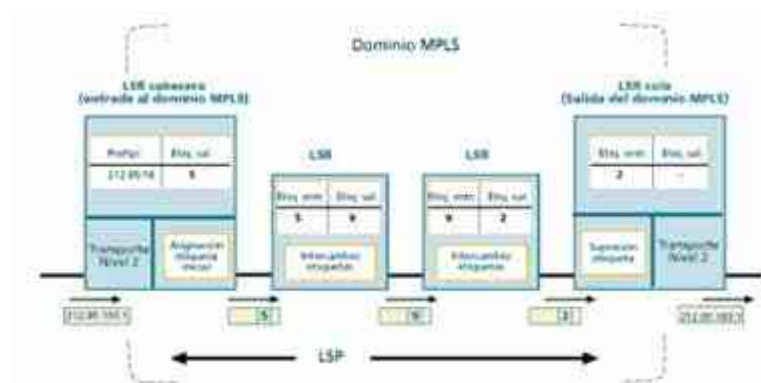 Dominio MPLS
LSR cabecera
(entrada al dominio MPLS)
LSR cola
(Salida del dominio MPLS)
Prefijo
Etiq. sal.
212.95/16
5
LSR
LSR
Etiq. entr.
Etiq. sal.
2
-
Etiq. entr.
Etiq. sal.
5
9
Etiq. entr.
Etiq. sal.
9
2
Transporte
Nivel 2
Asignación
etiqueta
inicial
Intercambio
etiquetas
Intercambio
etiquetas
Supresión
etiqueta
Transporte
Nivel 2
212.95.193.1
5
9
2
212.95.193.1
LSP